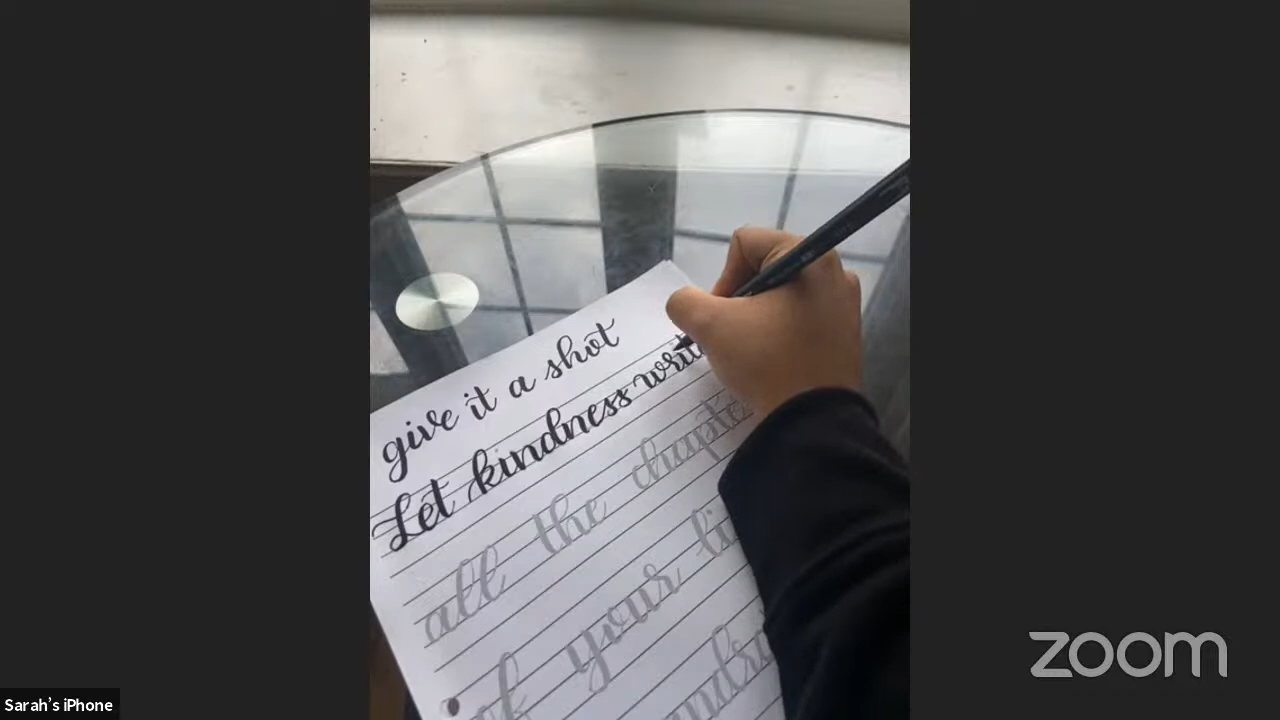 give it a shot
Let kindness
all the
of your
Sarah's iPhone
zoom